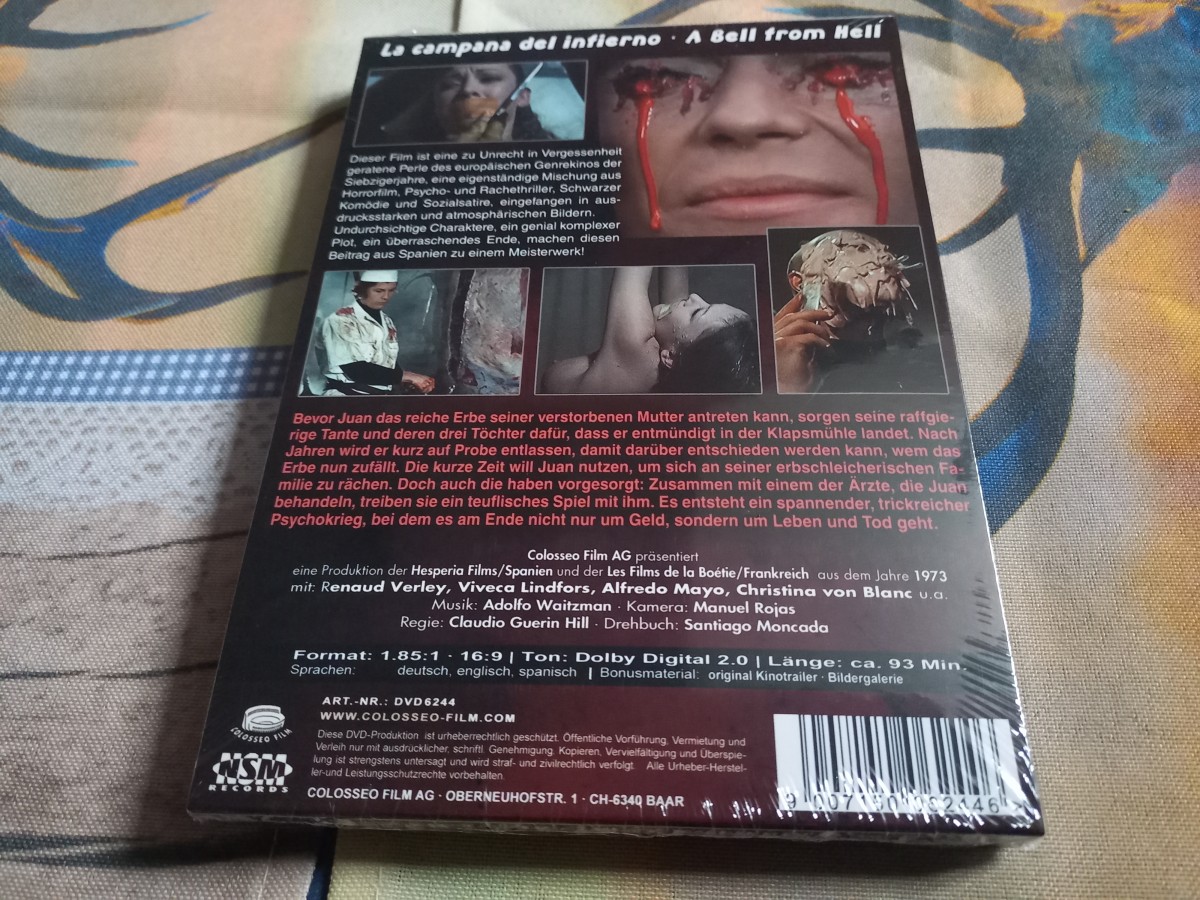 La campana del infierno · A Bell from Hell
Dieser Film ist eine zu Unrecht in Vergessenheit
geratene Perle des europäischen Genrekinos der
Siebzigerjahre, eine eigenständige Mischung aus
Horrorfilm, Psycho- und Rachethriller, Schwarzer
Komödie und Sozialsatire, eingefangen in aus-
drucksstarken und atmosphärischen Bildern.
Undurchsichtige Charaktere, ein genial komplexer
Plot, ein überraschendes Ende, machen diesen
Beitrag aus Spanien zu einem Meisterwerk!
Bevor Juan das reiche Erbe seiner verstorbenen Mutter antreten kann, sorgen seine raffgie-
rige Tante und deren drei Töchter dafür, dass er entmündigt in der Klapsmühle landet. Nach
Jahren wird er kurz auf Probe entlassen, damit darüber entschieden werden kann, wem das
Erbe nun zufällt. Die kurze Zeit will Juan nutzen, um sich an seiner erbschleicherischen Fa-
milie zu rächen. Doch auch die haben vorgesorgt: Zusammen mit einem der Ärzte, die Juan
behandeln, treiben sie ein teuflisches Spiel mit ihm. Es entsteht ein spannender, trickreicher
Psychokrieg, bei dem es am Ende nicht nur um Geld, sondern um Leben und Tod geht.
Colosseo Film AG präsentiert
eine Produktion der Hesperia Films/Spanien und der Les Films de la Boétie/Frankreich aus dem Jahre 1973
mit: Renaud Verley, Viveca Lindfors, Alfredo Mayo, Christina von Blanc u.a.
Musik: Adolfo Waitzman · Kamera: Manuel Rojas
Regie: Claudio Guerin Hill · Drehbuch: Santiago Moncada
Format: 1.85:1 · 16:9 | Ton: Dolby Digital 2.0 | Länge: ca. 93 Min.
Sprachen: deutsch, englisch, spanisch | Bonusmaterial: original Kinotrailer · Bildergalerie
ART.-NR.: DVD6244
WWW.COLOSSEO-FILM.COM
COLOSSEO FILM
NSM
RECORDS
Diese DVD-Produktion ist urheberrechtlich geschützt. Öffentliche Vorführung, Vermietung und
Verleih nur mit ausdrücklicher, schriftl. Genehmigung. Kopieren, Vervielfältigung und Überspie-
lung ist strengstens untersagt und wird straf- und zivilrechtlich verfolgt. Alle Urheber-Herstel-
ler-und Leistungsschutzrechte vorbehalten.
COLOSSEO FILM AG · OBERNEUHOFSTR. 1 · CH-6340 BAAR